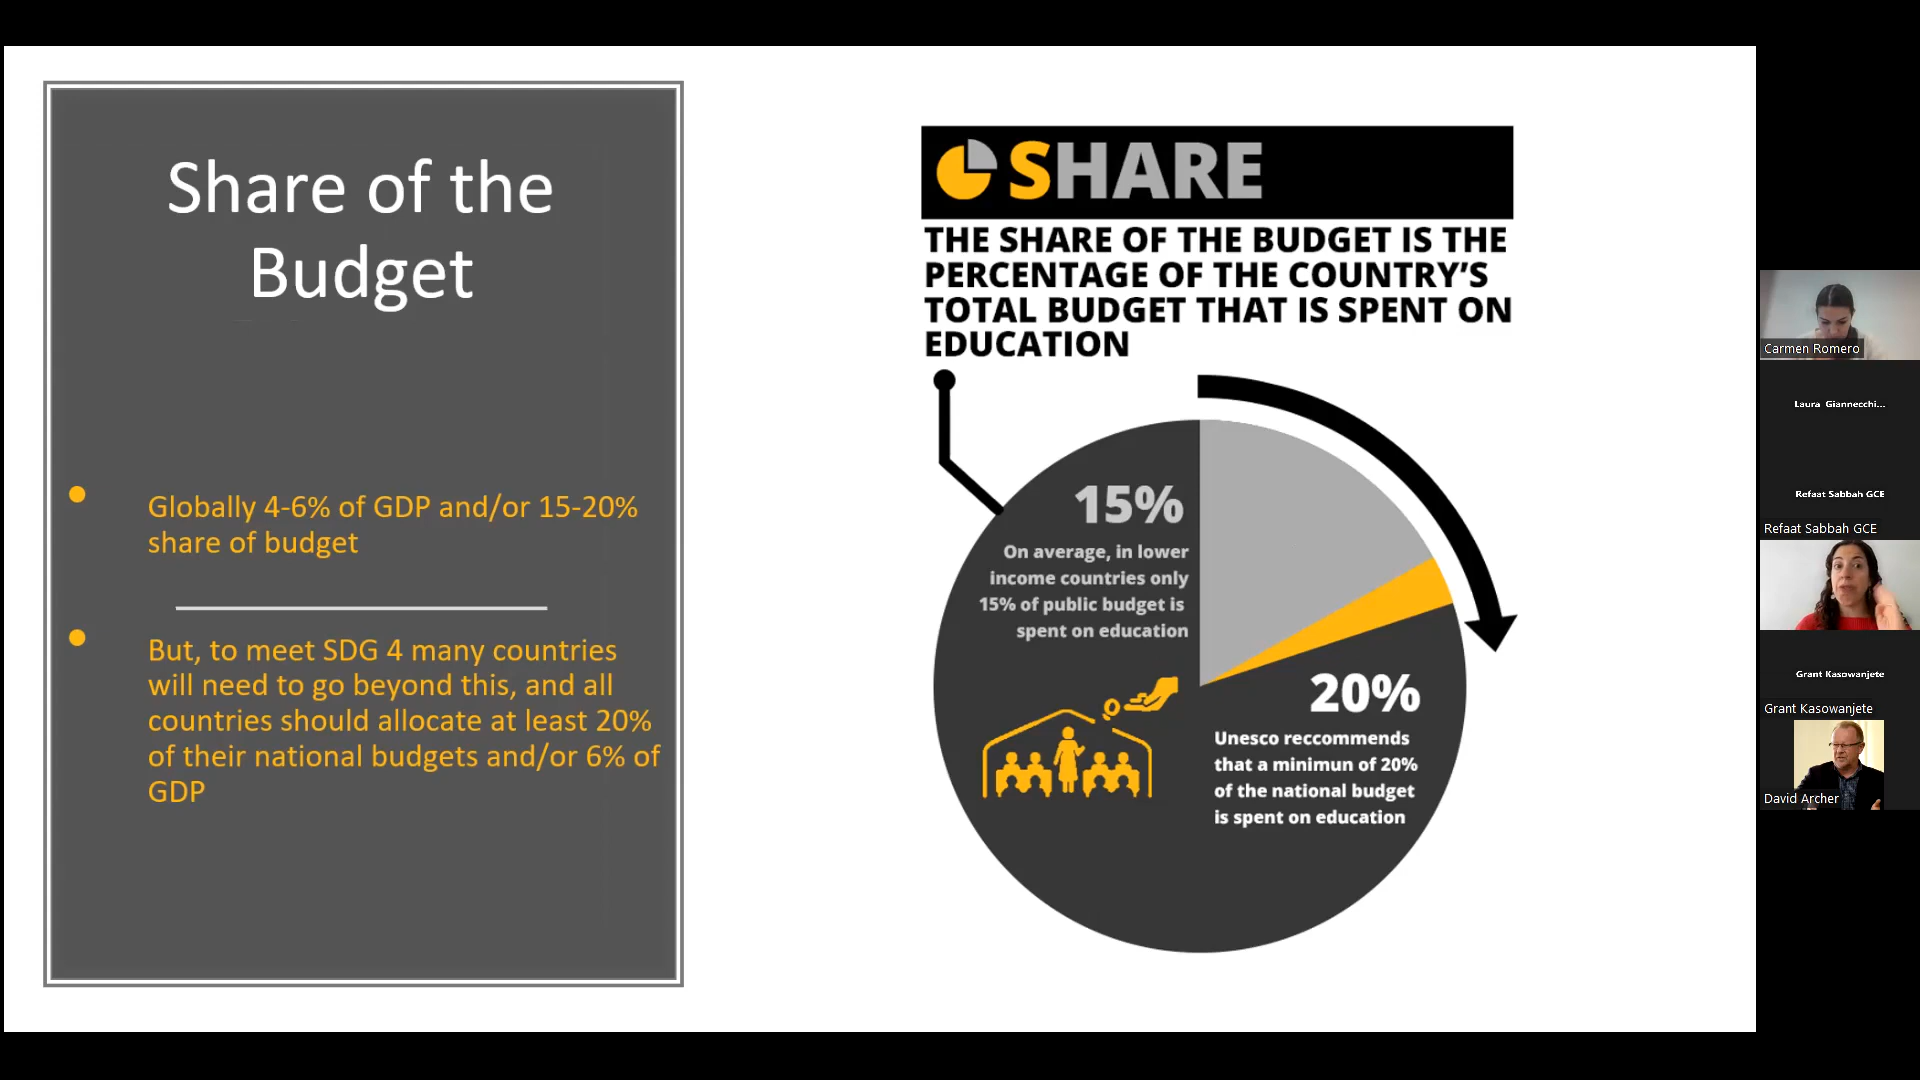 Share of the
Budget
Globally 4-6% of GDP and/or 15-20%
share of budget
But, to meet SDG 4 many countries
will need to go beyond this, and all
countries should allocate at least 20%
of their national budgets and/or 6% of
GDP
SHARE
THE SHARE OF THE BUDGET IS THE
PERCENTAGE OF THE COUNTRY’S
TOTAL BUDGET THAT IS SPENT ON
EDUCATION
15%
On average, in lower
income countries only
15% of public budget is
spent on education
20%
Unesco reccommends
that a minimun of 20%
of the national budget
is spent on education
Carmen Romero
Laura Giannecchi...
Refaat Sabbah GCE
Refaat Sabbah GCE
Grant Kasowanjete
Grant Kasowanjete
David Archer